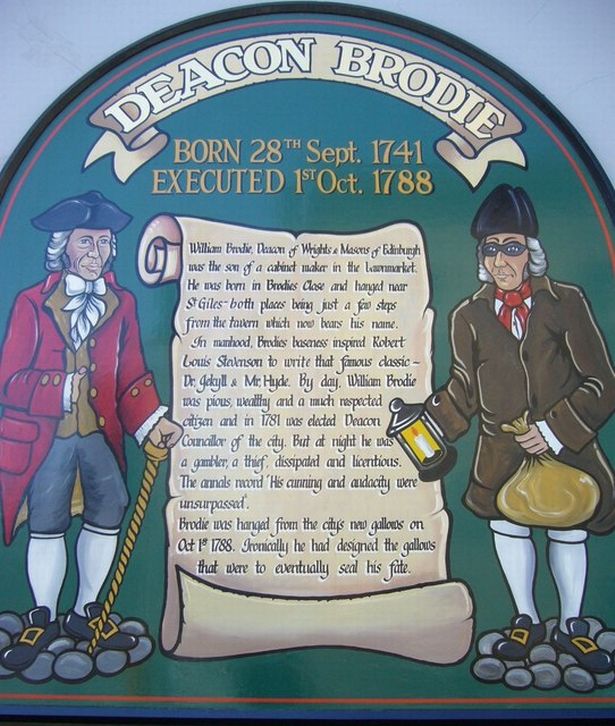 DEACON BRODIE
BORN 28TH Sept. 1741
EXECUTED 1ST Oct. 1788
William Brodie, Deacon of Wrights & Masons of Edinburgh
was the son of a cabinet maker in the Lawnmarket.
He was born in Brodies Close and hanged near
St Giles - both places being just a few steps
from the tavern which now bears his name.
In manhood, Brodies baseness inspired Robert
Louis Stevenson to write that famous classic -
Dr. Jekyll & Mr. Hyde. By day, William Brodie
was pious, wealthy and a much respected
citizen and in 1781 was elected Deacon
Councillor of the city. But at night he was
a gambler, a thief, dissipated and licentious.
The annals record 'His cunning and audacity were
unsurpassed'.
Brodie was hanged from the city's new gallows on
Oct 1st 1788. Ironically he had designed the gallows
that were to eventually seal his fate.